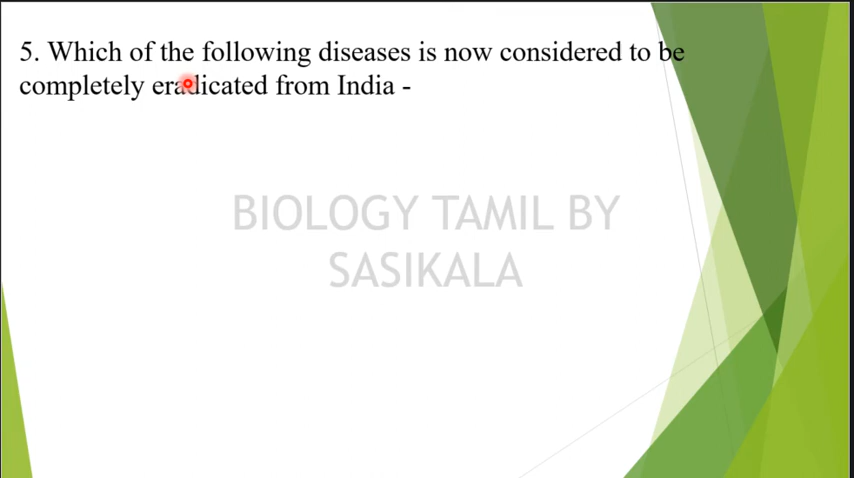 5. Which of the following diseases is now considered to be
completely eradicated from India -
BIOLOGY TAMIL BY
SASIKALA